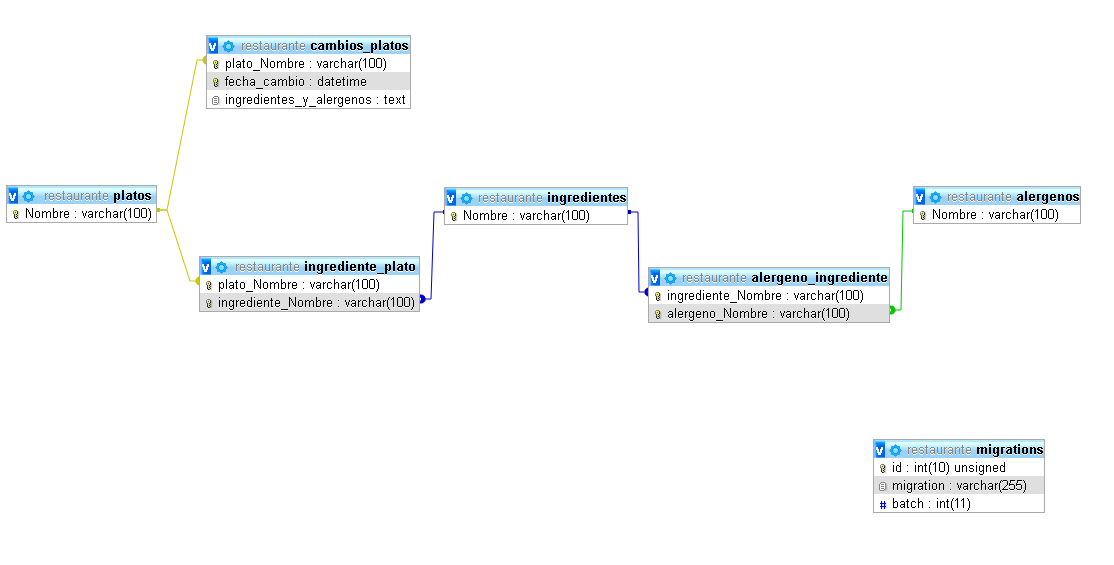 restaurante cambios_platos
plato_Nombre : varchar(100)
fecha_cambio : datetime
ingredientes_y_alergenos : text
v restaurante platos
Nombre : varchar(100)
v restaurante ingrediente_plato
plato_Nombre : varchar(100)
ingrediente_Nombre : varchar(100)
v restaurante ingredientes
Nombre : varchar(100)
v restaurante alergeno_ingrediente
ingrediente_Nombre : varchar(100)
alergeno_Nombre : varchar(100)
v restaurante alergenos
Nombre : varchar(100)
v restaurante migrations
id : int(10) unsigned
migration : varchar(255)
# batch : int(11)